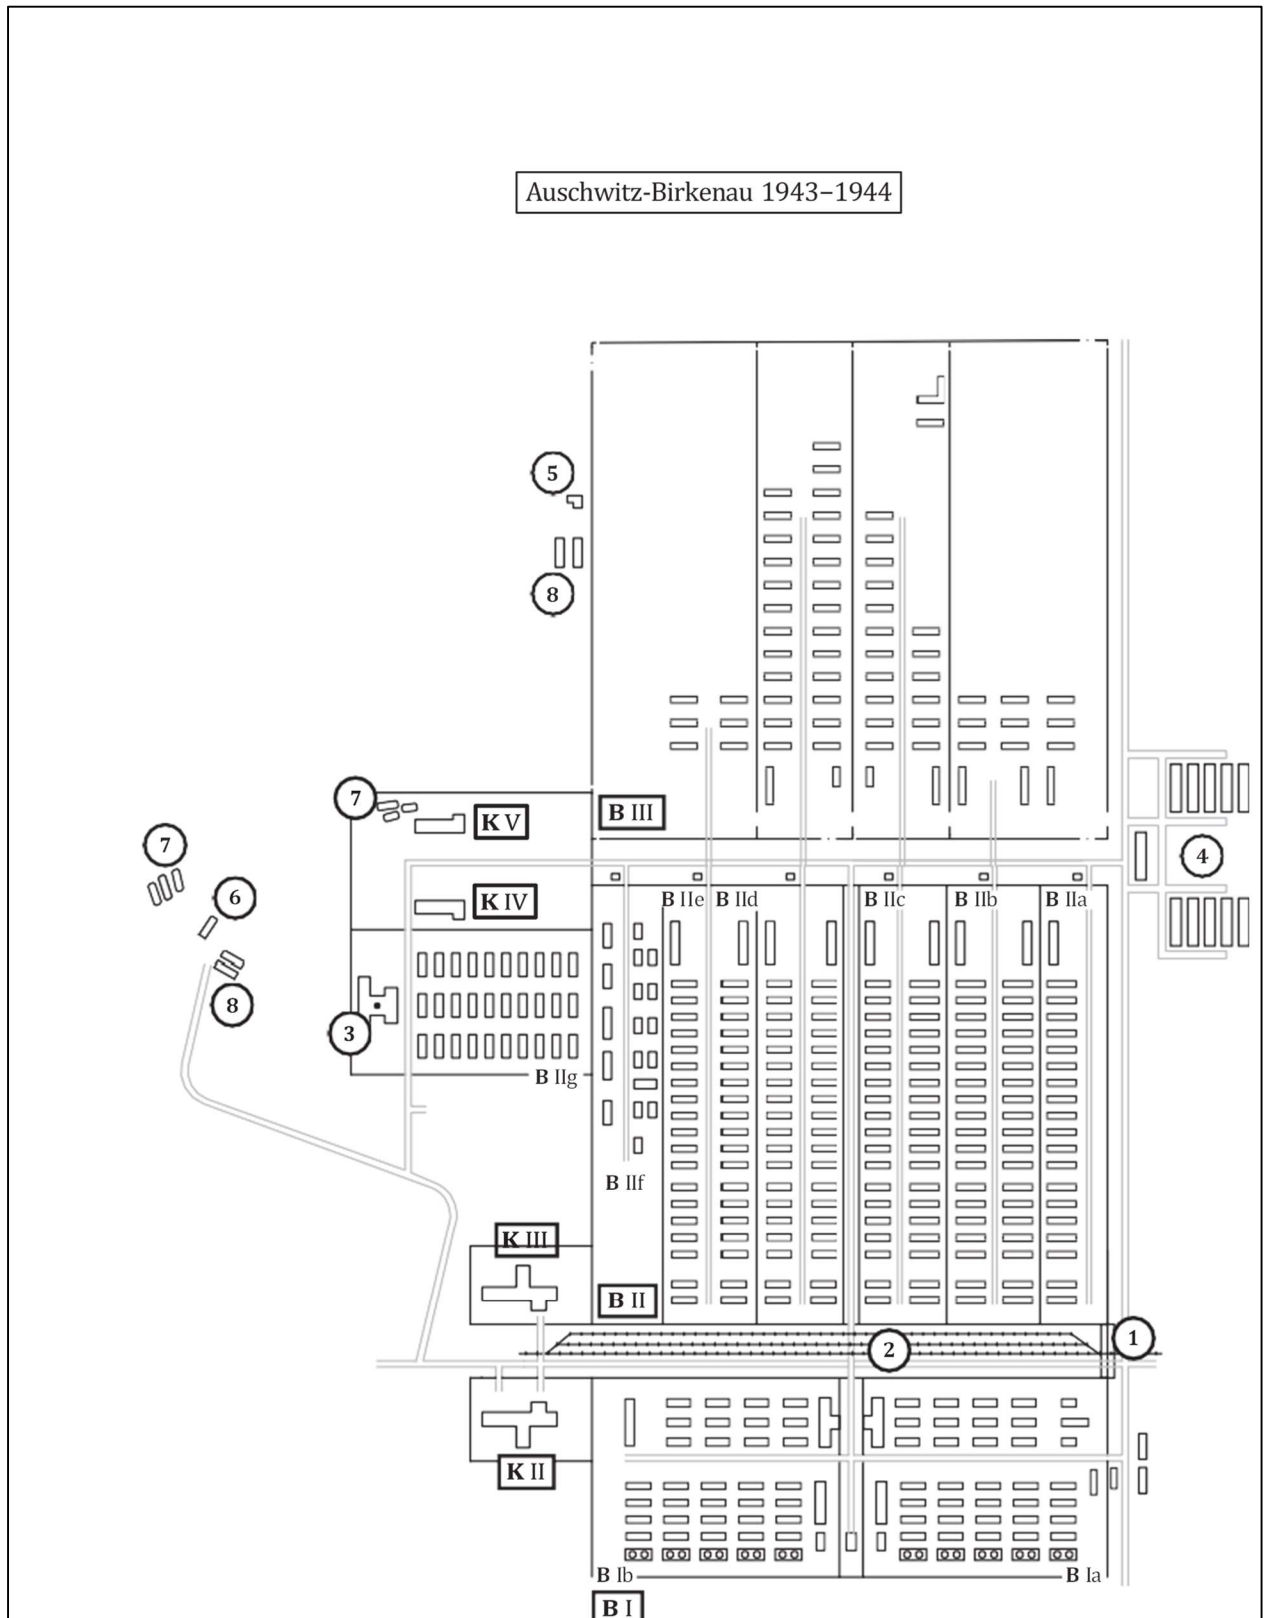 Auschwitz-Birkenau 1943–1944
5
8
7
K V
B III
7
4
6
K IV
B IIe
B IId
B IIc
B IIb
B IIa
8
3
B IIg
B IIf
K III
B II
1
2
K II
B Ib
B Ia
B I